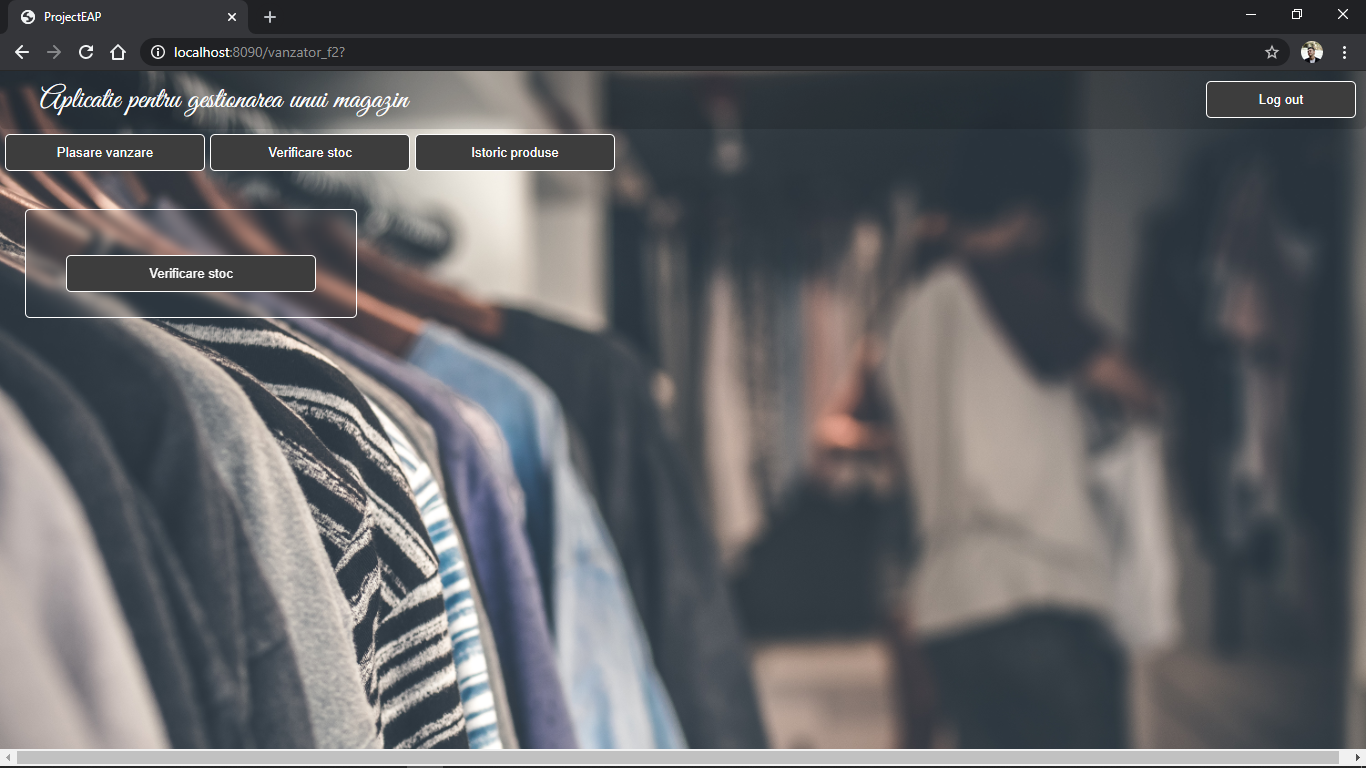 ProjectEAP
localhost:8090/vanzator_f2?
Aplicatie pentru gestionarea unui magazin
Log out
Plasare vanzare
Verificare stoc
Istoric produse
Verificare stoc